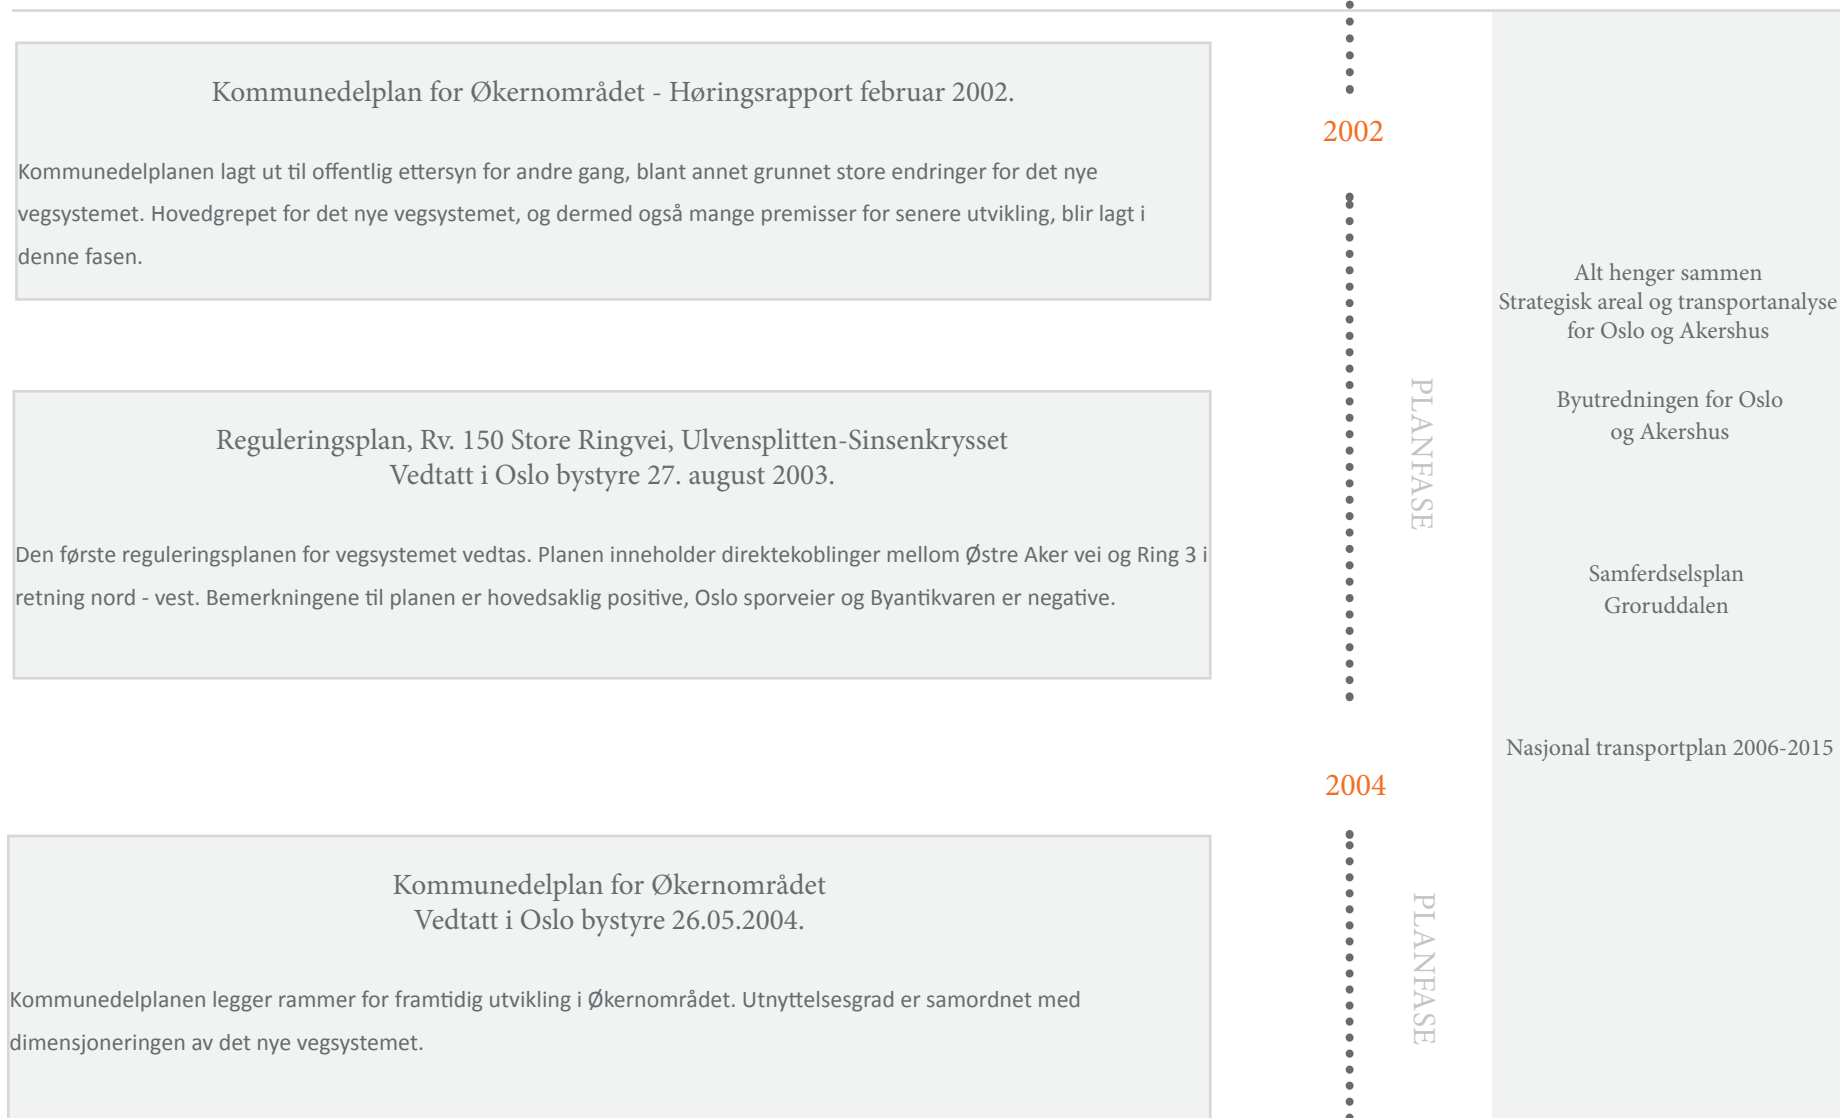 Kommunedelplan for Økernområdet - Høringsrapport februar 2002.
Kommunedelplanen lagt ut til offentlig ettersyn for andre gang, blant annet grunnet store endringer for det nye
vegsystemet. Hovedgrepet for det nye vegsystemet, og dermed også mange premisser for senere utvikling, blir lagt i
denne fasen.
Reguleringsplan, Rv. 150 Store Ringvei, Ulvensplitten-Sinsenkrysset
Vedtatt i Oslo bystyre 27. august 2003.
Den første reguleringsplanen for vegsystemet vedtas. Planen inneholder direktekoblinger mellom Østre Aker vei og Ring 3 i
retning nord - vest. Bemerkningene til planen er hovedsaklig positive, Oslo sporveier og Byantikvaren er negative.
Kommunedelplan for Økernområdet
Vedtatt i Oslo bystyre 26.05.2004.
Kommunedelplanen legger rammer for framtidig utvikling i Økernområdet. Utnyttelsesgrad er samordnet med
dimensjoneringen av det nye vegsystemet.
2002
PLANFASE
2004
PLANFASE
Alt henger sammen
Strategisk areal og transportanalyse
for Oslo og Akershus
Byutredningen for Oslo
og Akershus
Samferdselsplan
Groruddalen
Nasjonal transportplan 2006-2015